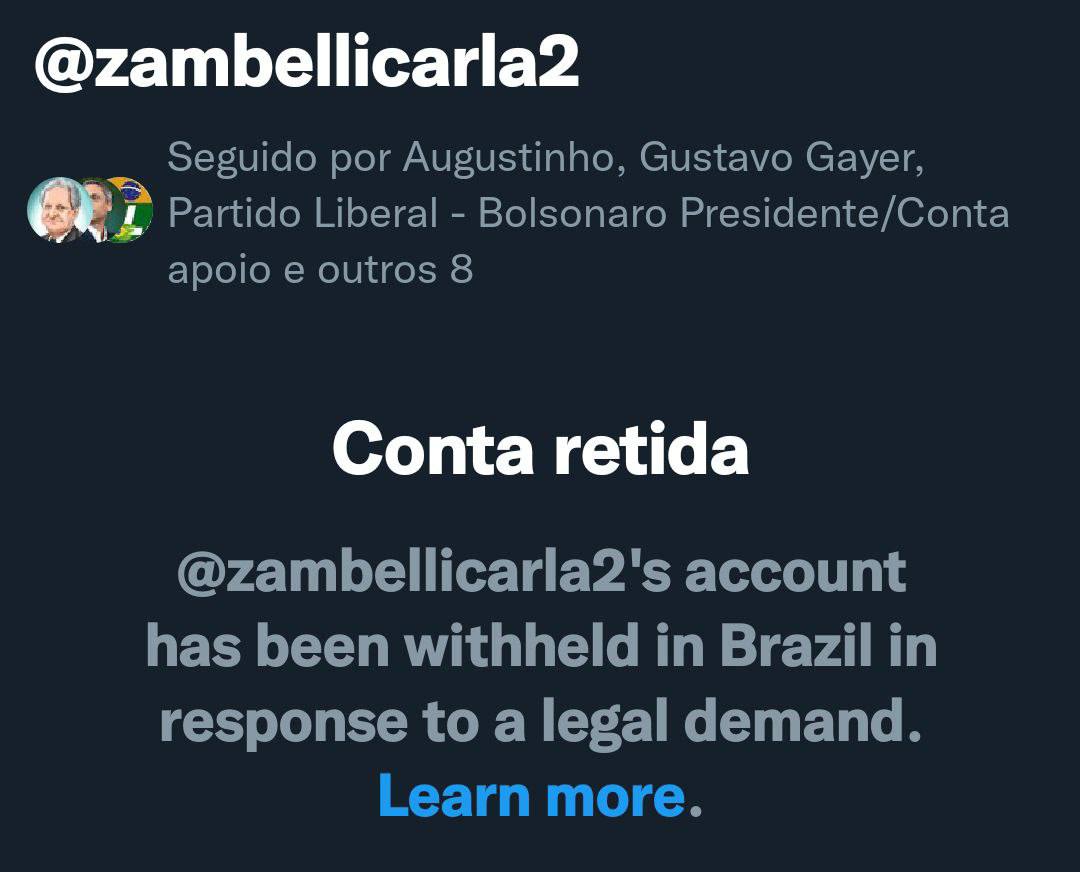 @zambellicarla2
Seguido por Augustinho, Gustavo Gayer,
Partido Liberal - Bolsonaro Presidente/Conta
apoio e outros 8
Conta retida
@zambellicarla2's account
has been withheld in Brazil in
response to a legal demand.
Learn more.